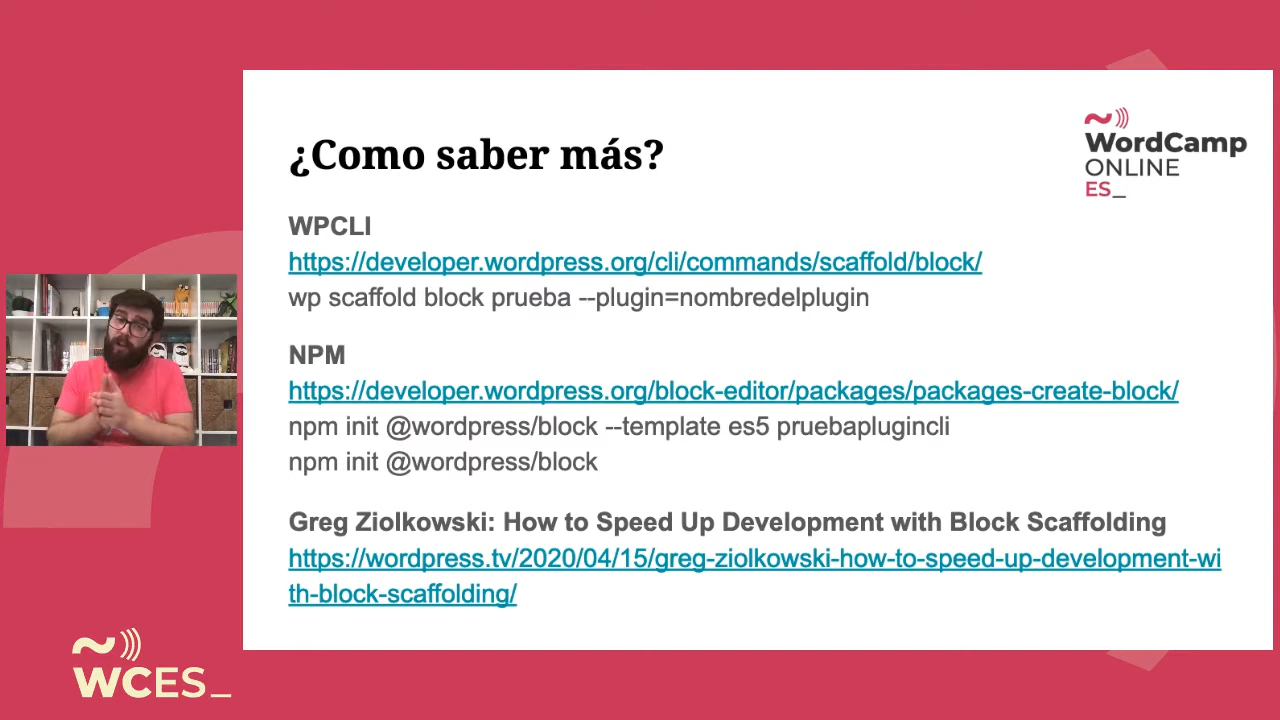 ¿Como saber más?
WordCamp
ONLINE
ES_
WPCLI
https://developer.wordpress.org/cli/commands/scaffold/block/
wp scaffold block prueba --plugin=nombredelplugin
NPM
https://developer.wordpress.org/block-editor/packages/packages-create-block/
npm init @wordpress/block --template es5 pruebaplugincli
npm init @wordpress/block
Greg Ziolkowski: How to Speed Up Development with Block Scaffolding
https://wordpress.tv/2020/04/15/greg-ziolkowski-how-to-speed-up-development-wi
th-block-scaffolding/
WCES_